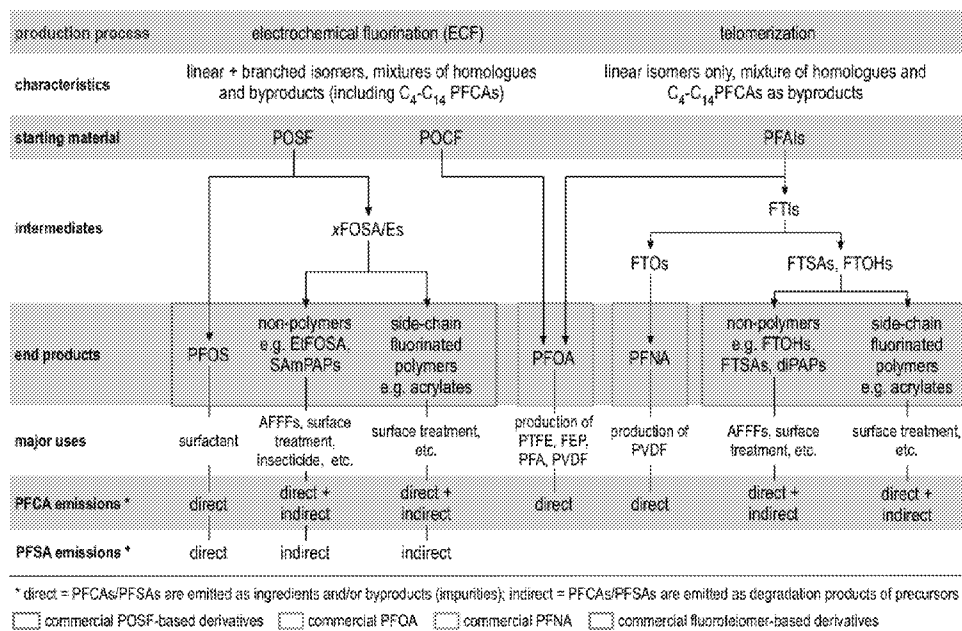 production process electrochemical fluorination (ECF) telomerization
characteristics linear + branched isomers, mixtures of homologues and byproducts (including C4-C14 PFCAs) linear isomers only, mixture of homologues and C4-C14PFCAs as byproducts
starting material POSF POCF PFAIs
FTIs
intermediates xFOSA/Es
FTOs FTSAs, FTOHs
end products PFOS non-polymers e.g. EtFOSA, SAmPAPs side-chain fluorinated polymers e.g. acrylates PFOA PFNA non-polymers e.g. FTOHs, FTSAs, diPAPs side-chain fluorinated polymers e.g. acrylates
major uses surfactant AFFFs, surface treatment, insecticide, etc. surface treatment, etc. production of PTFE, FEP, PFA, PVDF production of PVDF AFFFs, surface treatment, etc. surface treatment, etc.
PFCA emissions * direct direct + indirect direct + indirect direct direct direct + indirect direct + indirect
PFSA emissions * direct indirect indirect
* direct = PFCAs/PFSAs are emitted as ingredients and/or byproducts (impurities); indirect = PFCAs/PFSAs are emitted as degradation products of precursors
commercial POSF-based derivatives commercial PFOA commercial PFNA commercial fluorotelomer-based derivatives